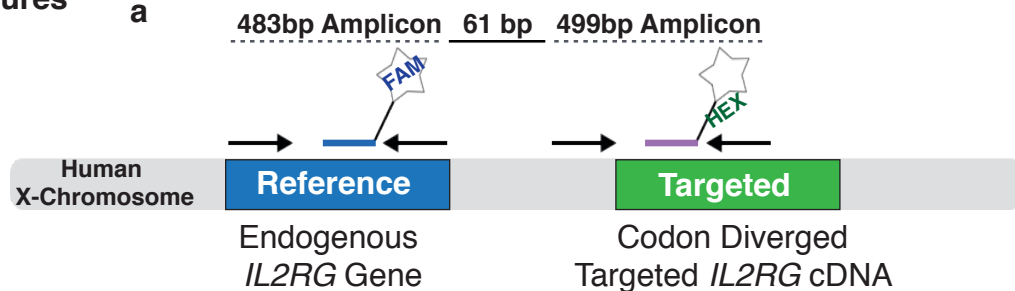 a
483bp Amplicon 61 bp 499bp Amplicon
FAM
HEX
Human
X-Chromosome
Reference
Targeted
Endogenous
IL2RG Gene
Codon Diverged
Targeted IL2RG cDNA